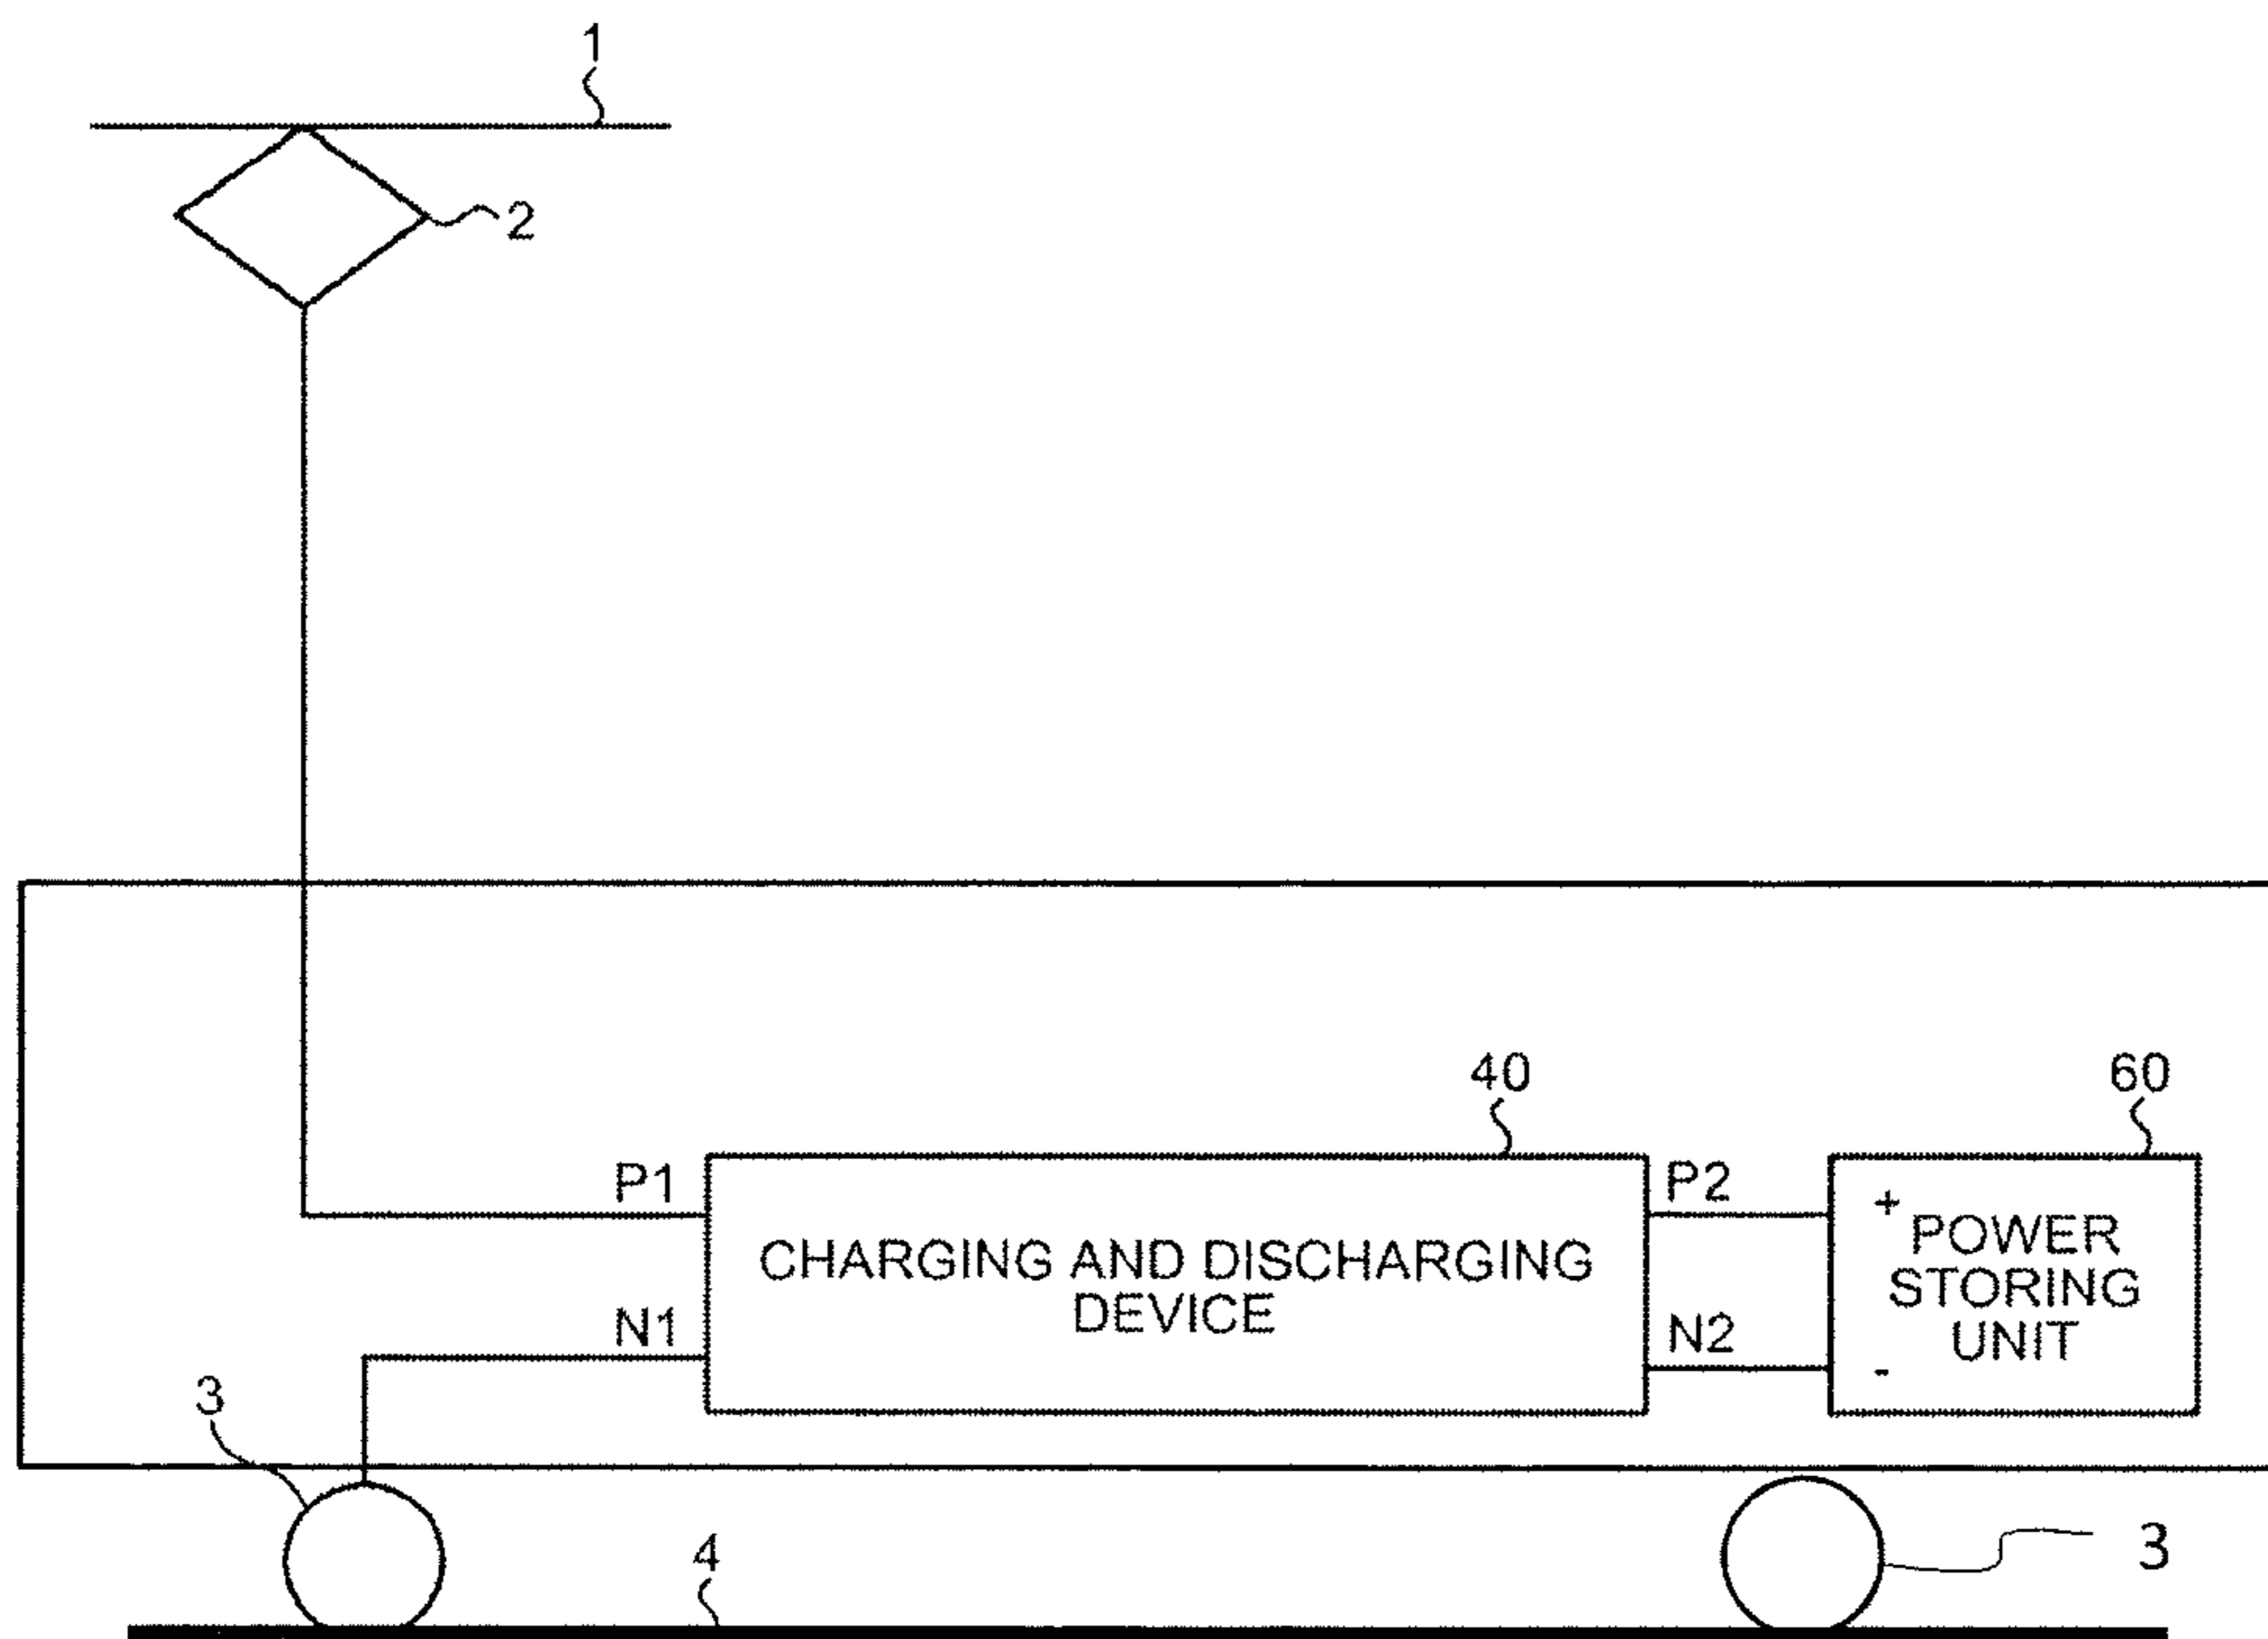 1
2
40
60
P1
P2
+
CHARGING AND DISCHARGING
DEVICE
POWER
STORING
UNIT
N1
N2
-
3
4
3